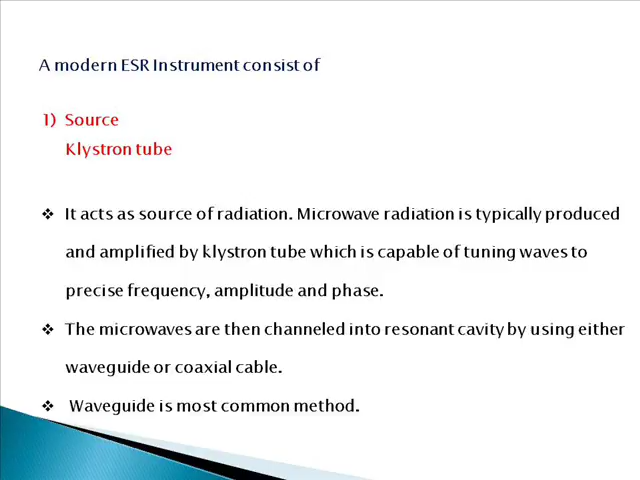 A modern ESR Instrument consist of
1) Source
Klystron tube
❖ It acts as source of radiation. Microwave radiation is typically produced
and amplified by klystron tube which is capable of tuning waves to
precise frequency, amplitude and phase.
❖ The microwaves are then channeled into resonant cavity by using either
waveguide or coaxial cable.
❖ Waveguide is most common method.